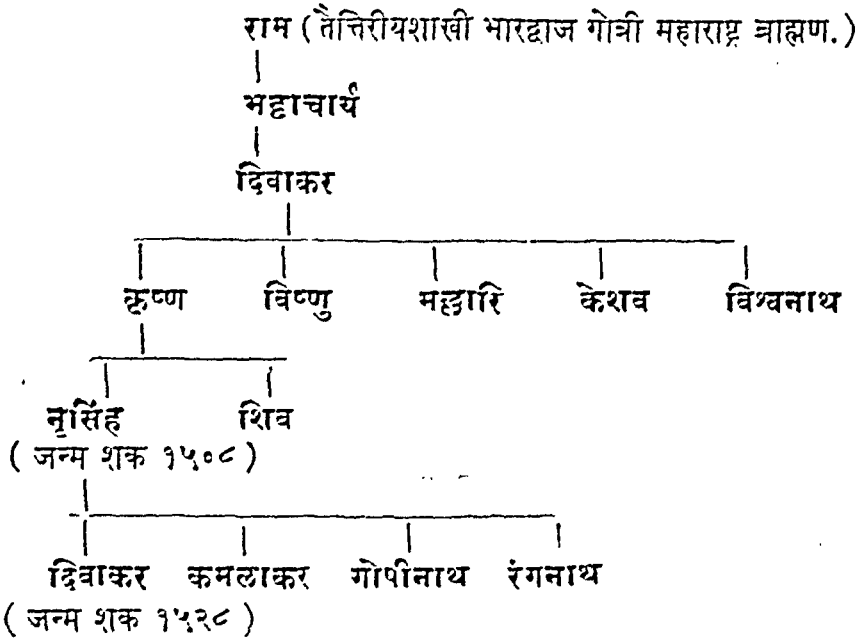 राम ( तैत्तिरीयशाखी भारद्वाज गोत्री महाराष्ट्र ब्राह्मण. )
भट्टाचार्य
दिवाकर
कृष्ण विष्णु मल्लारि केशव विश्वनाथ
नृसिंह शिव
( जन्म शक १५०८ )
दिवाकर कमलाकर गोपीनाथ रंगनाथ
( जन्म शक १५२८ )